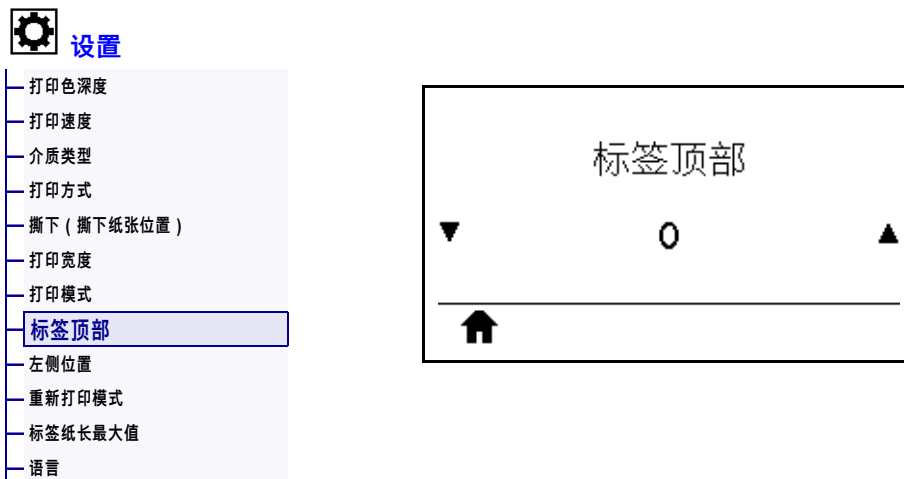 设置
打印色深度
打印速度
介质类型
打印方式
撕下(撕下纸张位置)
打印宽度
打印模式
标签顶部
左侧位置
重新打印模式
标签纸长最大值
语言
标签顶部
▼ 0 ▲